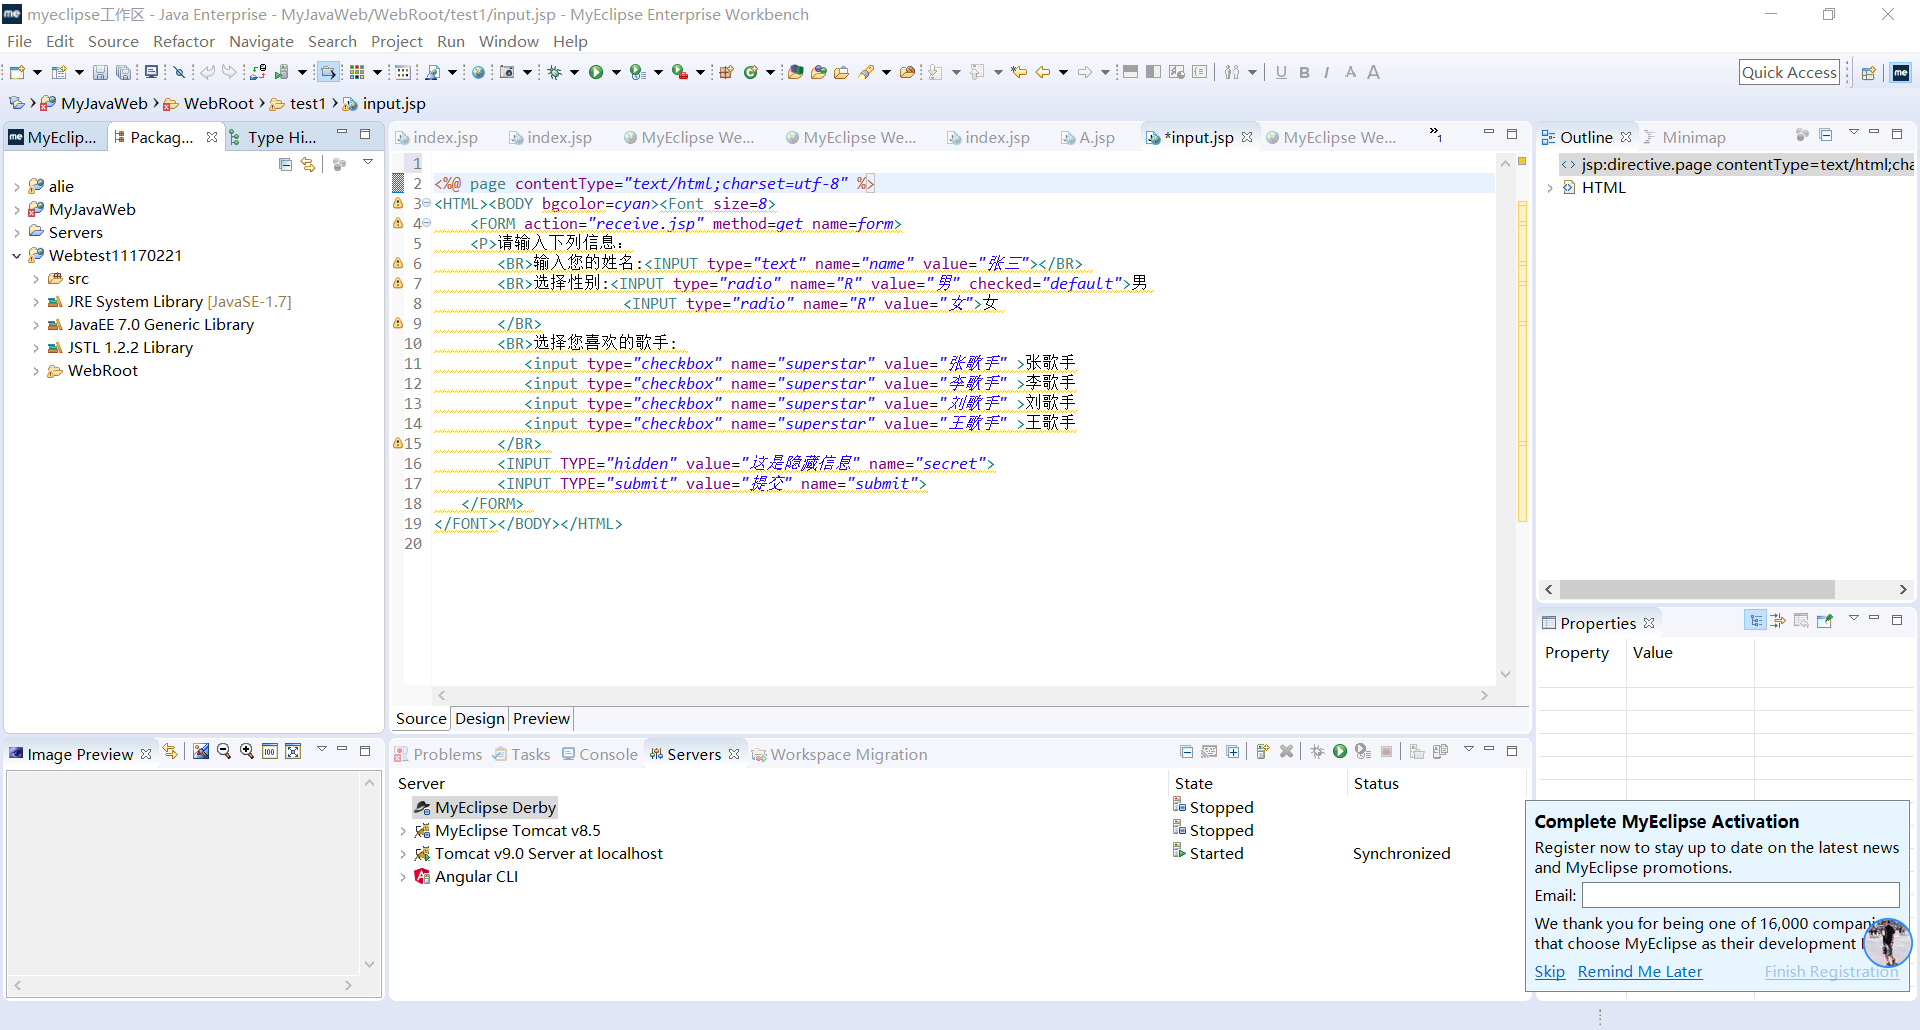 myeclipse工作区 - Java Enterprise - MyJavaWeb/WebRoot/test1/input.jsp - MyEclipse Enterprise Workbench
File Edit Source Refactor Navigate Search Project Run Window Help
Quick Access
MyJavaWeb WebRoot test1 input.jsp
MyEclip... Packag... Type Hi...
alie
MyJavaWeb
Servers
Webtest11170221
src
JRE System Library [JavaSE-1.7]
JavaEE 7.0 Generic Library
JSTL 1.2.2 Library
WebRoot
index.jsp index.jsp MyEclipse We... MyEclipse We... index.jsp A.jsp *input.jsp MyEclipse We... »1
1
2 <%@ page contentType="text/html;charset=utf-8" %>
3 <HTML><BODY bgcolor=cyan><Font size=8>
4 <FORM action="receive.jsp" method=get name=form>
5 <P>请输入下列信息：
6 <BR>输入您的姓名:<INPUT type="text" name="name" value="张三"></BR>
7 <BR>选择性别:<INPUT type="radio" name="R" value="男" checked="default">男
8 <INPUT type="radio" name="R" value="女">女
9 </BR>
10 <BR>选择您喜欢的歌手:
11 <input type="checkbox" name="superstar" value="张歌手" >张歌手
12 <input type="checkbox" name="superstar" value="李歌手" >李歌手
13 <input type="checkbox" name="superstar" value="刘歌手" >刘歌手
14 <input type="checkbox" name="superstar" value="王歌手" >王歌手
15 </BR>
16 <INPUT TYPE="hidden" value="这是隐藏信息" name="secret">
17 <INPUT TYPE="submit" value="提交" name="submit">
18 </FORM>
19 </FONT></BODY></HTML>
20
Source Design Preview
Outline Minimap
jsp:directive.page contentType=text/html;cha
HTML
Properties
Property Value
Image Preview
Problems Tasks Console Servers Workspace Migration
Server State Status
MyEclipse Derby Stopped
MyEclipse Tomcat v8.5 Stopped
Tomcat v9.0 Server at localhost Started Synchronized
Angular CLI
Complete MyEclipse Activation
Register now to stay up to date on the latest news
and MyEclipse promotions.
Email:
We thank you for being one of 16,000 compani
that choose MyEclipse as their development
Skip Remind Me Later Finish Registration